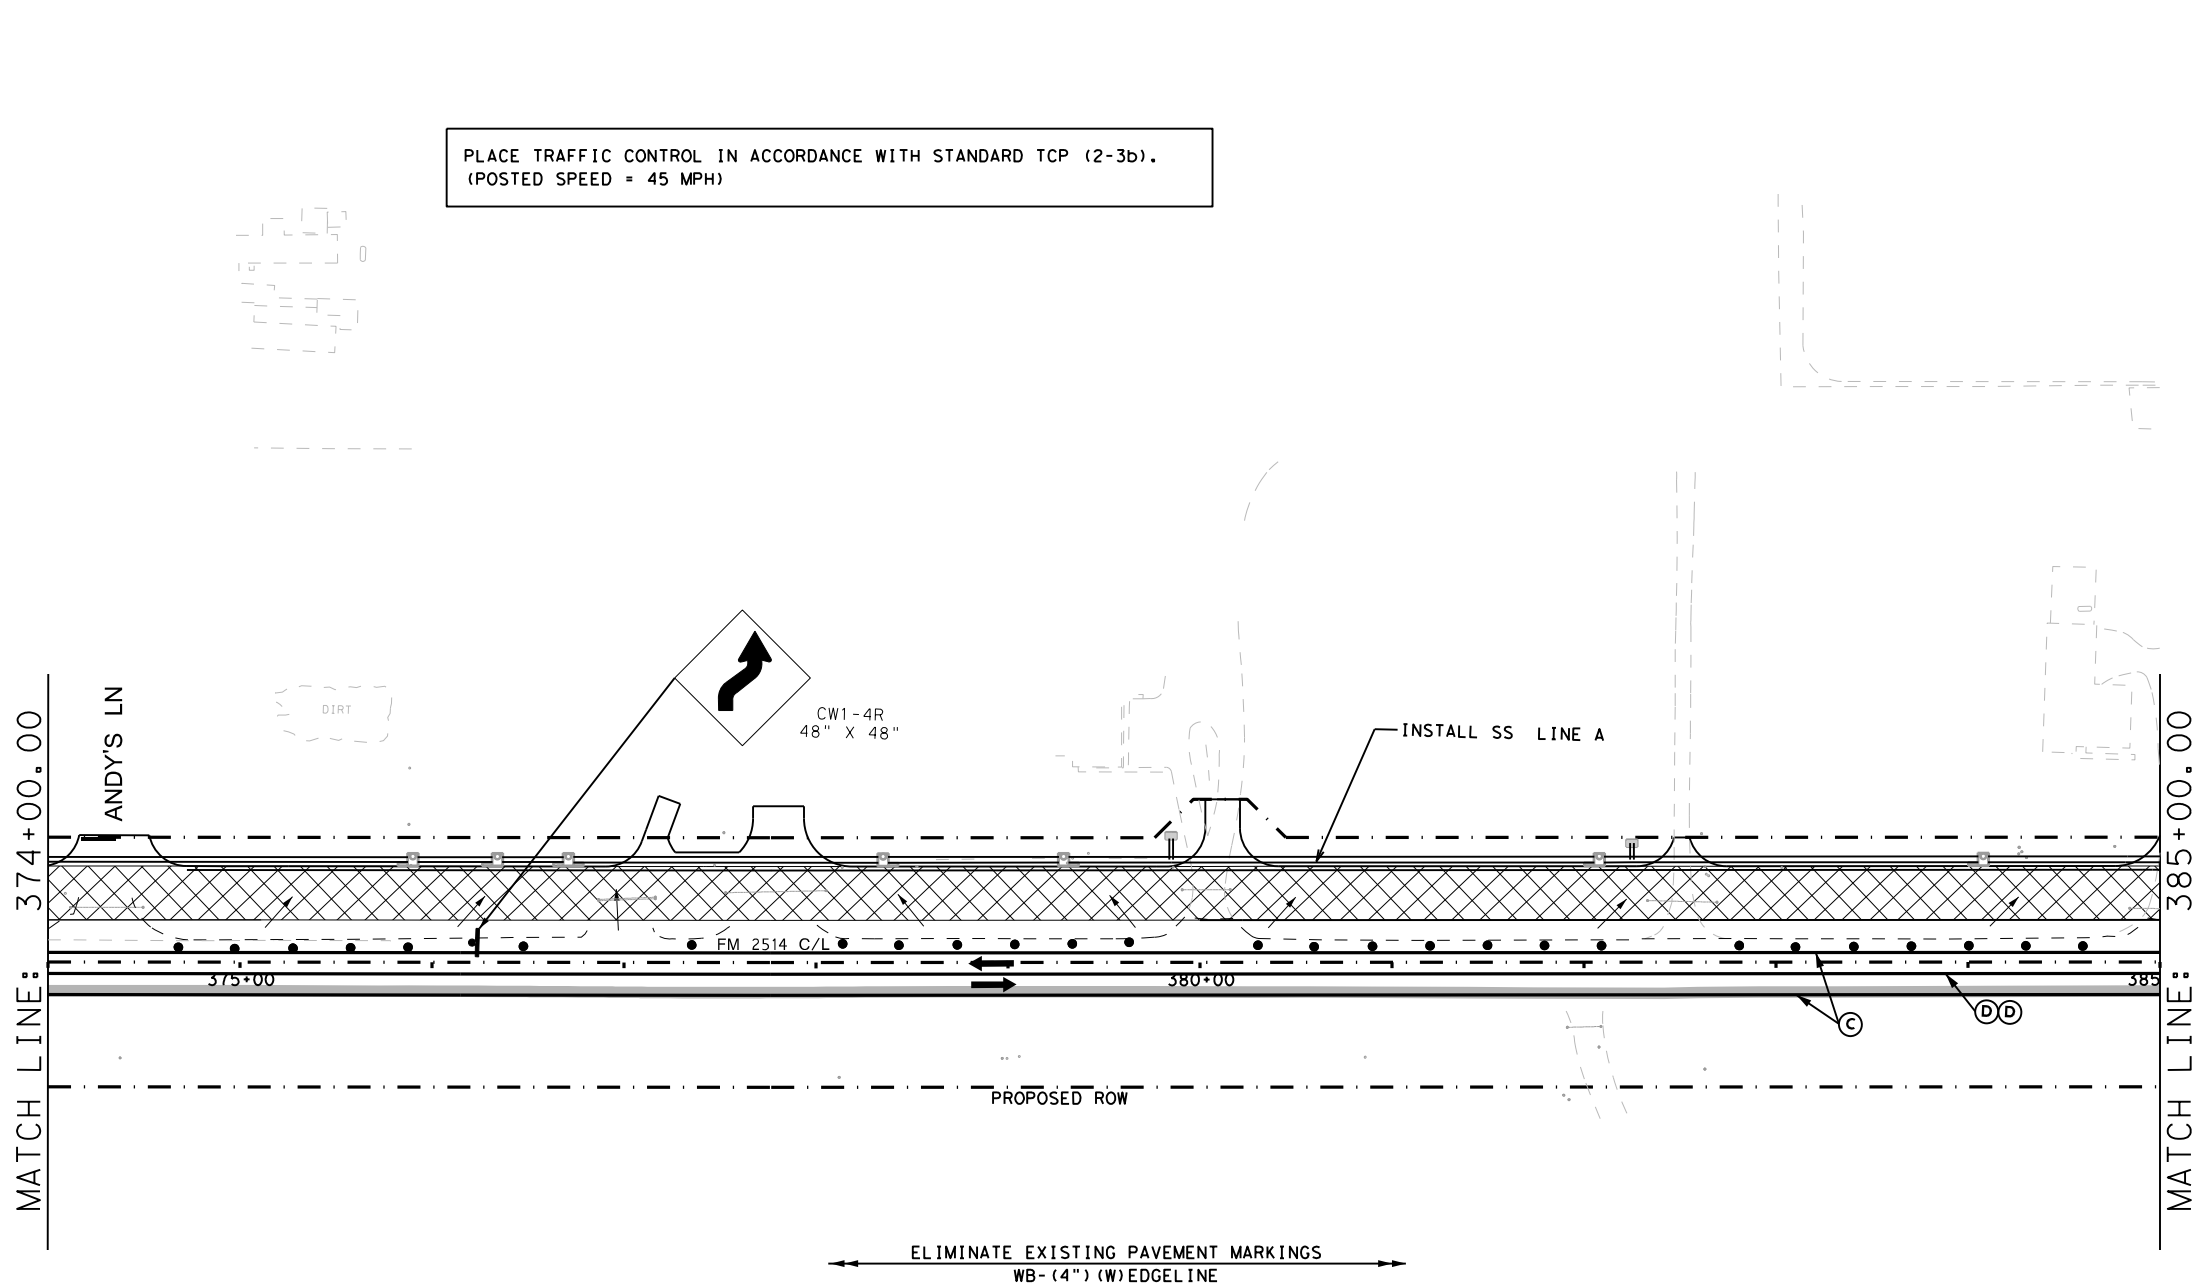 PLACE TRAFFIC CONTROL IN ACCORDANCE WITH STANDARD TCP (2-3b).
(POSTED SPEED = 45 MPH)
MATCH LINE: 374+00.00
ANDY'S LN
DIRT
CW1-4R
48" X 48"
INSTALL SS LINE A
FM 2514 C/L
375+00
380+00
385
C
D D
PROPOSED ROW
MATCH LINE: 385+00.00
ELIMINATE EXISTING PAVEMENT MARKINGS
WB-(4")(W)EDGELINE